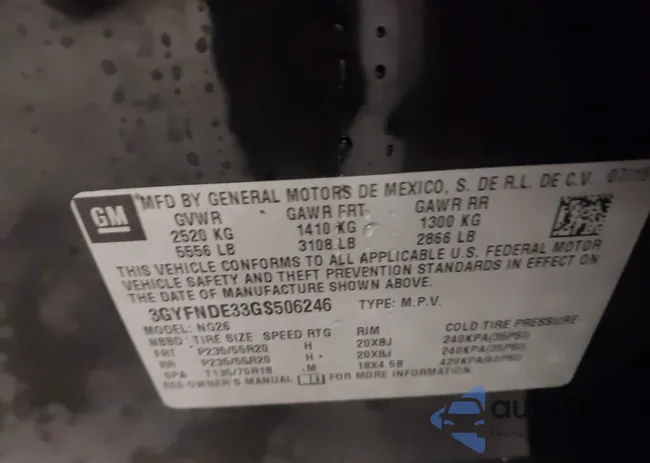 GM
MFD BY GENERAL MOTORS DE MEXICO, S. DE R.L. DE C.V.
GVWR GAWR FRT GAWR RR
2520 KG 1410 KG 1300 KG
5556 LB 3108 LB 2866 LB
THIS VEHICLE CONFORMS TO ALL APPLICABLE U.S. FEDERAL MOTOR
VEHICLE SAFETY AND THEFT PREVENTION STANDARDS IN EFFECT ON
THE DATE OF MANUFACTURE SHOWN ABOVE.
3GYFNDE33GS506246 TYPE: M.P.V.
MODEL: NG26
TIRE SIZE SPEED RTG RIM COLD TIRE PRESSURE
FRT P235/55R20 H 20X8J 240KPA(35PSI)
RR P235/55R20 H 20X8J 240KPA(35PSI)
SPA T135/70R18 M 18X4.5B 420KPA(60PSI)
SEE OWNER'S MANUAL FOR MORE INFORMATION.